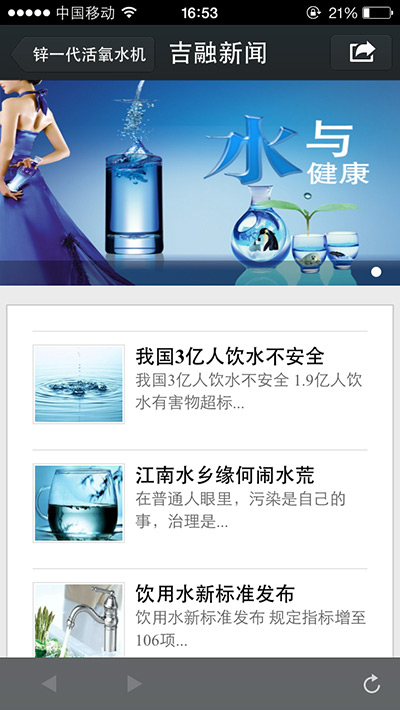 中国移动
16:53
21%
锌一代活氧水机
吉融新闻
水与
健康
我国3亿人饮水不安全
我国3亿人饮水不安全 1.9亿人饮
水有害物超标...
江南水乡缘何闹水荒
在普通人眼里，污染是自己的
事，治理是...
饮用水新标准发布
饮用水新标准发布 规定指标增至
106项...